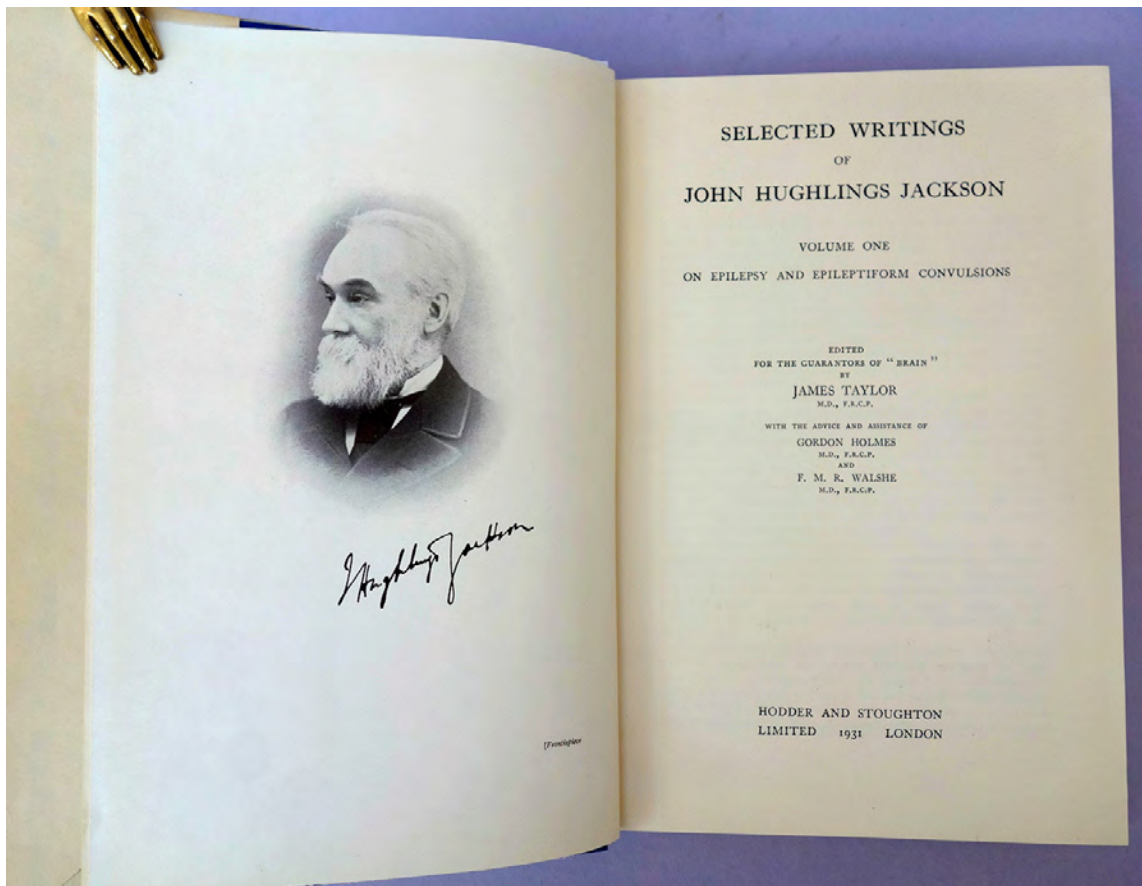 J Hughlings Jackson
[Frontispiece
SELECTED WRITINGS
OF
JOHN HUGHLINGS JACKSON
VOLUME ONE
ON EPILEPSY AND EPILEPTIFORM CONVULSIONS
EDITED
FOR THE GUARANTORS OF "BRAIN"
BY
JAMES TAYLOR
M.D., F.R.C.P.
WITH THE ADVICE AND ASSISTANCE OF
GORDON HOLMES
M.D., F.R.C.P.
AND
F. M. R. WALSHE
M.D., F.R.C.P.
HODDER AND STOUGHTON
LIMITED 1931 LONDON